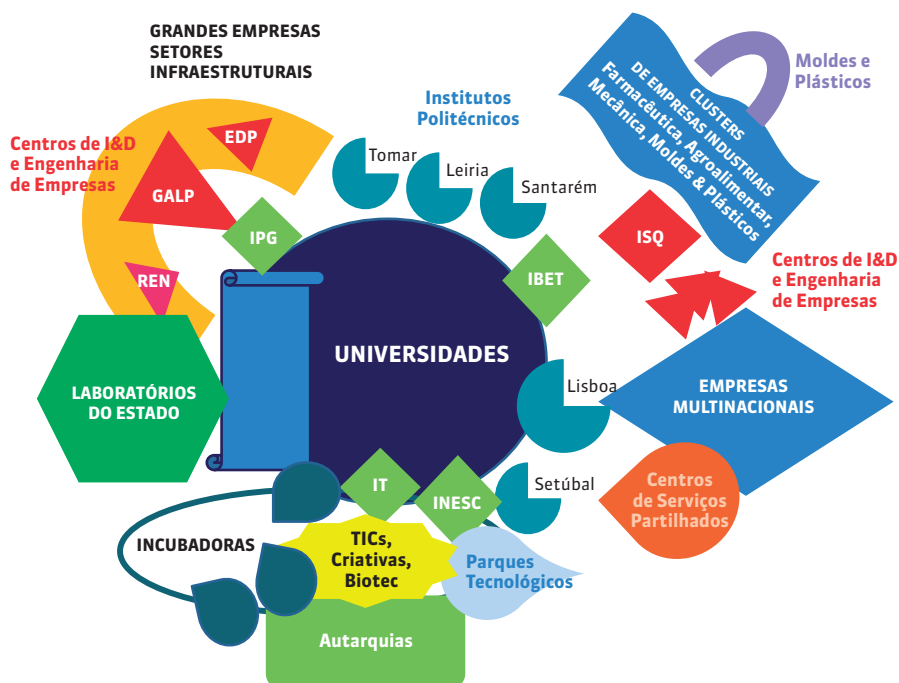 GRANDES EMPRESAS
SETORES
INFRAESTRUTURAIS
Moldes e
Plásticos
CLUSTERS
DE EMPRESAS INDUSTRIAIS
Farmacêutica, Agroalimentar,
Mecânica, Moldes & Plásticos
Institutos
Politécnicos
Centros de I&D
e Engenharia
de Empresas
EDP
GALP
REN
Tomar
Leiria
Santarém
IPG
IBET
ISQ
Centros de I&D
e Engenharia
de Empresas
UNIVERSIDADES
LABORATÓRIOS
DO ESTADO
Lisboa
EMPRESAS
MULTINACIONAIS
IT
INESC
Setúbal
Centros
de Serviços
Partilhados
INCUBADORAS
TICs,
Criativas,
Biotec
Parques
Tecnológicos
Autarquias